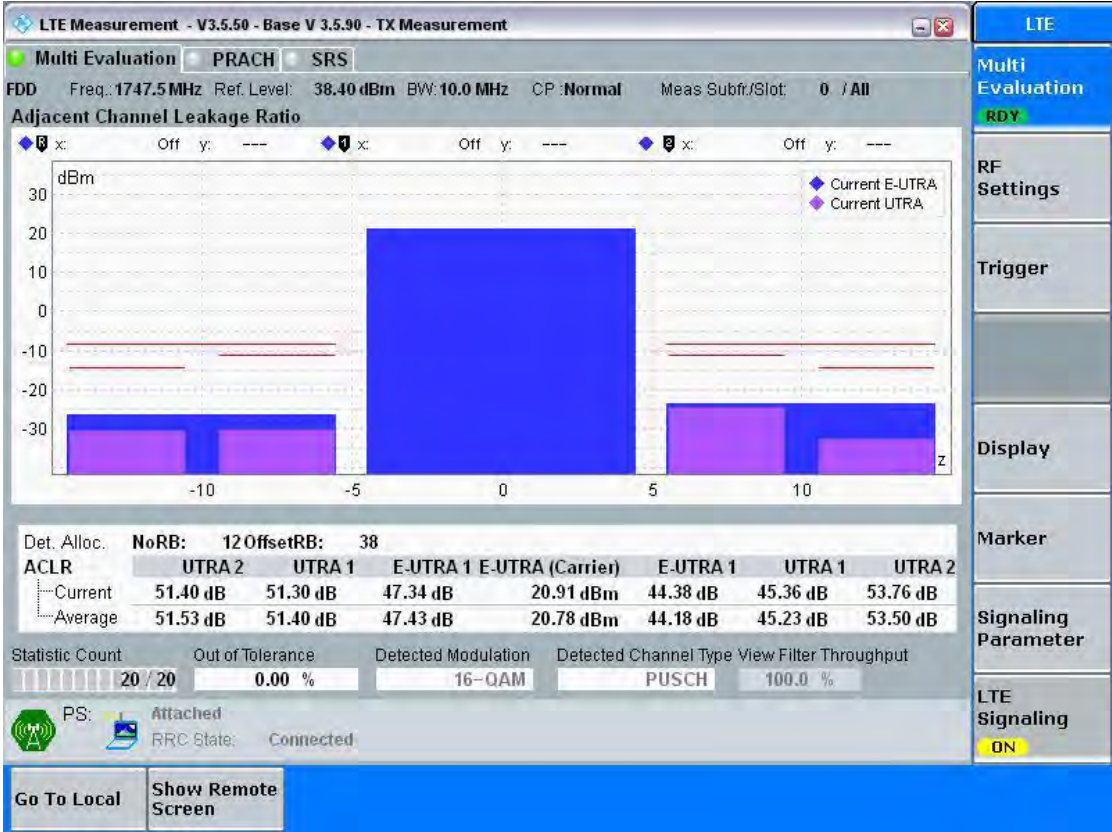 LTE Measurement - V3.5.50 - Base V 3.5.90 - TX Measurement
LTE
Multi Evaluation PRACH SRS
Multi Evaluation
RDY
FDD Freq.: 1747.5 MHz Ref. Level: 38.40 dBm BW: 10.0 MHz CP :Normal Meas Subfr./Slot: 0 / All
Adjacent Channel Leakage Ratio
R x: Off y: --- 1 x: Off y: --- 2 x: Off y: ---
dBm
Current E-UTRA
Current UTRA
30
20
10
0
-10
-20
-30
z
-10 -5 0 5 10
RF Settings
Trigger
Display
Marker
Signaling Parameter
LTE Signaling
ON
Det. Alloc. NoRB: 12 OffsetRB: 38
ACLR UTRA 2 UTRA 1 E-UTRA 1 E-UTRA (Carrier) E-UTRA 1 UTRA 1 UTRA 2
Current 51.40 dB 51.30 dB 47.34 dB 20.91 dBm 44.38 dB 45.36 dB 53.76 dB
Average 51.53 dB 51.40 dB 47.43 dB 20.78 dBm 44.18 dB 45.23 dB 53.50 dB
Statistic Count Out of Tolerance Detected Modulation Detected Channel Type View Filter Throughput
20 / 20 0.00 % 16-QAM PUSCH 100.0 %
PS: Attached
RRC State: Connected
Go To Local
Show Remote Screen